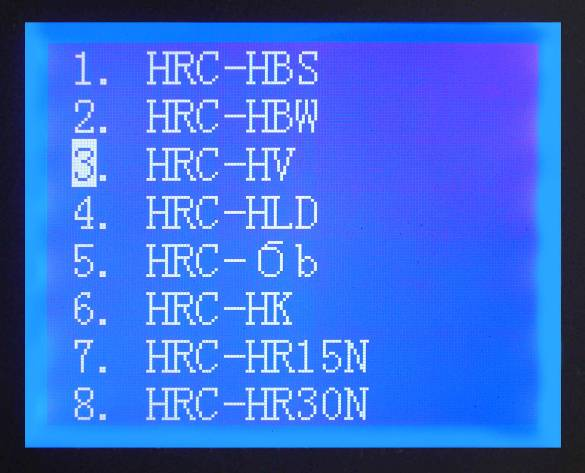 1. HRC-HBS
2. HRC-HBW
3. HRC-HV
4. HRC-HLD
5. HRC-σb
6. HRC-HK
7. HRC-HR15N
8. HRC-HR30N